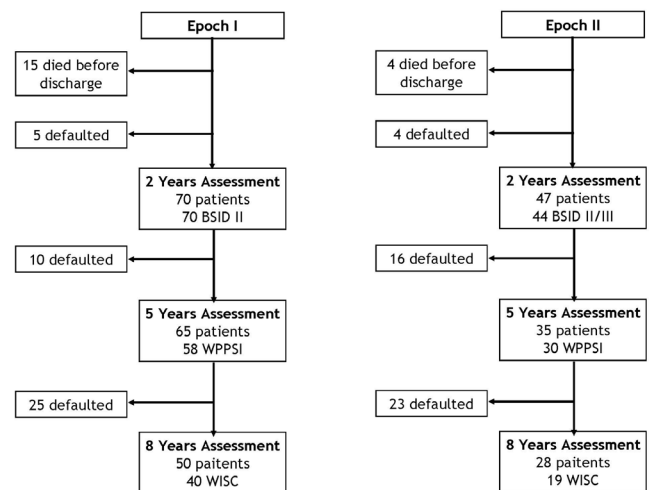 Epoch I
15 died before
discharge
5 defaulted
2 Years Assessment
70 patients
70 BSID II
10 defaulted
5 Years Assessment
65 patients
58 WPPSI
25 defaulted
8 Years Assessment
50 paitents
40 WISC
Epoch II
4 died before
discharge
4 defaulted
2 Years Assessment
47 patients
44 BSID II/III
16 defaulted
5 Years Assessment
35 patients
30 WPPSI
23 defaulted
8 Years Assessment
28 patients
19 WISC